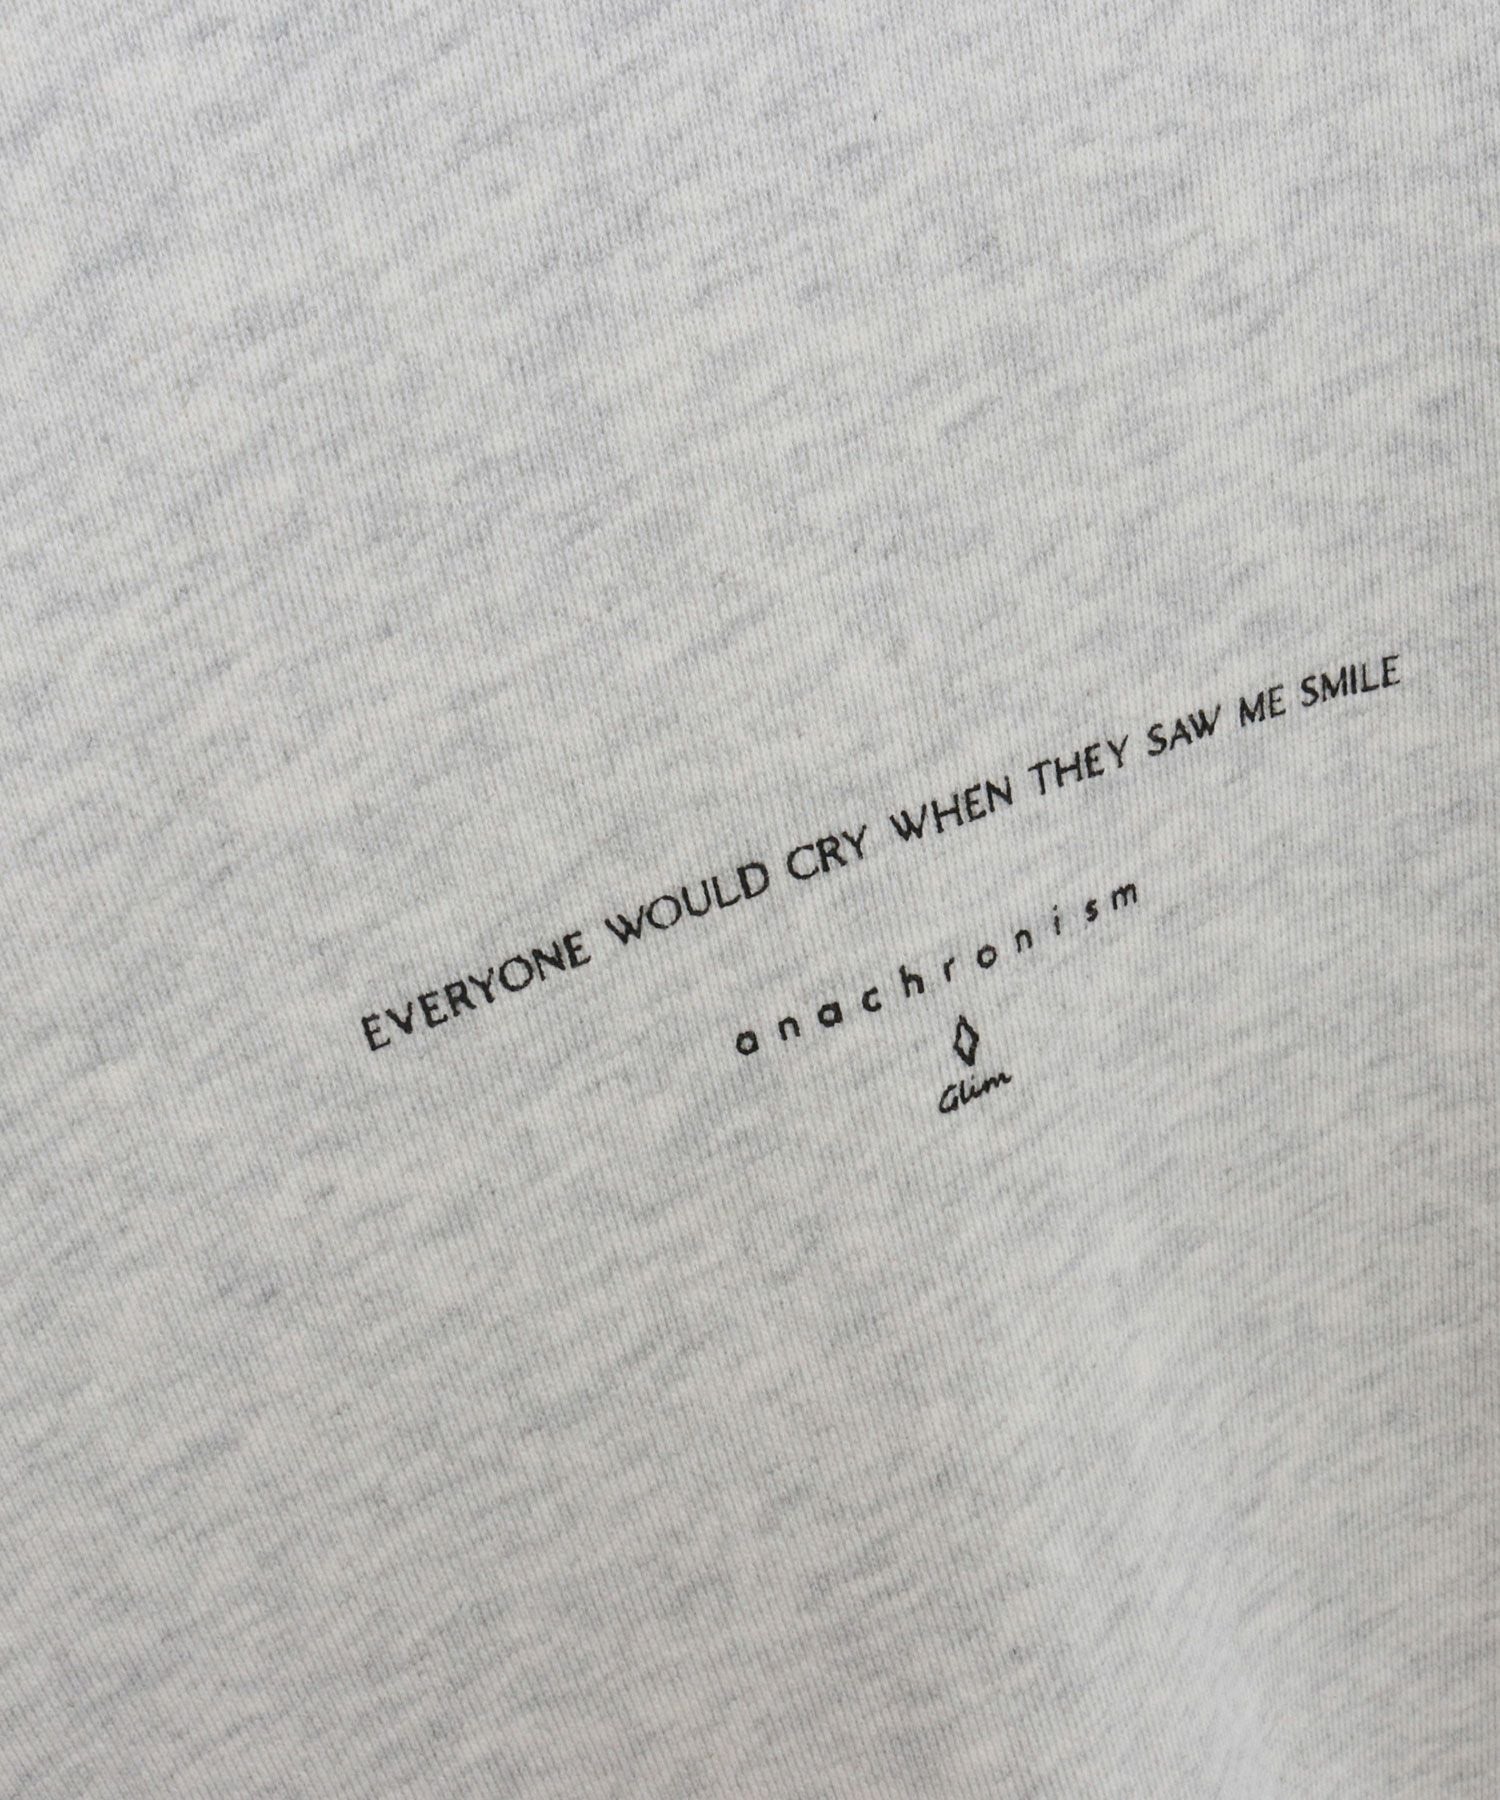 EVERYONE WOULD CRY WHEN THEY SAW ME SMILE
anachronism
Glim